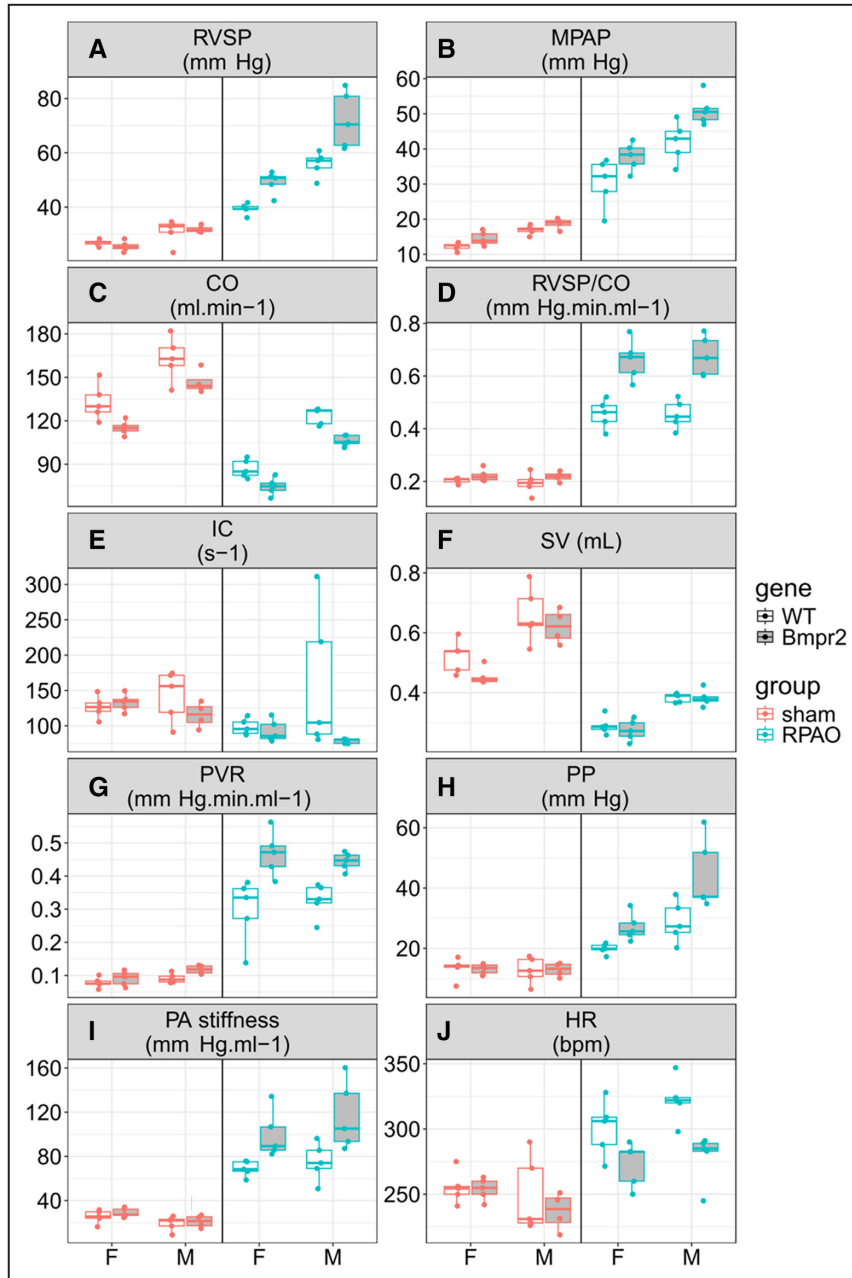 A RVSP
(mm Hg)
80
60
40
B MPAP
(mm Hg)
60
50
40
30
20
10
C CO
(ml.min−1)
180
150
120
90
D RVSP/CO
(mm Hg.min.ml−1)
0.8
0.6
0.4
0.2
E IC
(s−1)
300
250
200
150
100
F SV (mL)
0.8
0.6
0.4
gene
WT
Bmpr2
group
sham
RPAO
G PVR
(mm Hg.min.ml−1)
0.5
0.4
0.3
0.2
0.1
H PP
(mm Hg)
60
40
20
I PA stiffness
(mm Hg.ml−1)
160
120
80
40
F M F M
J HR
(bpm)
350
300
250
F M F M